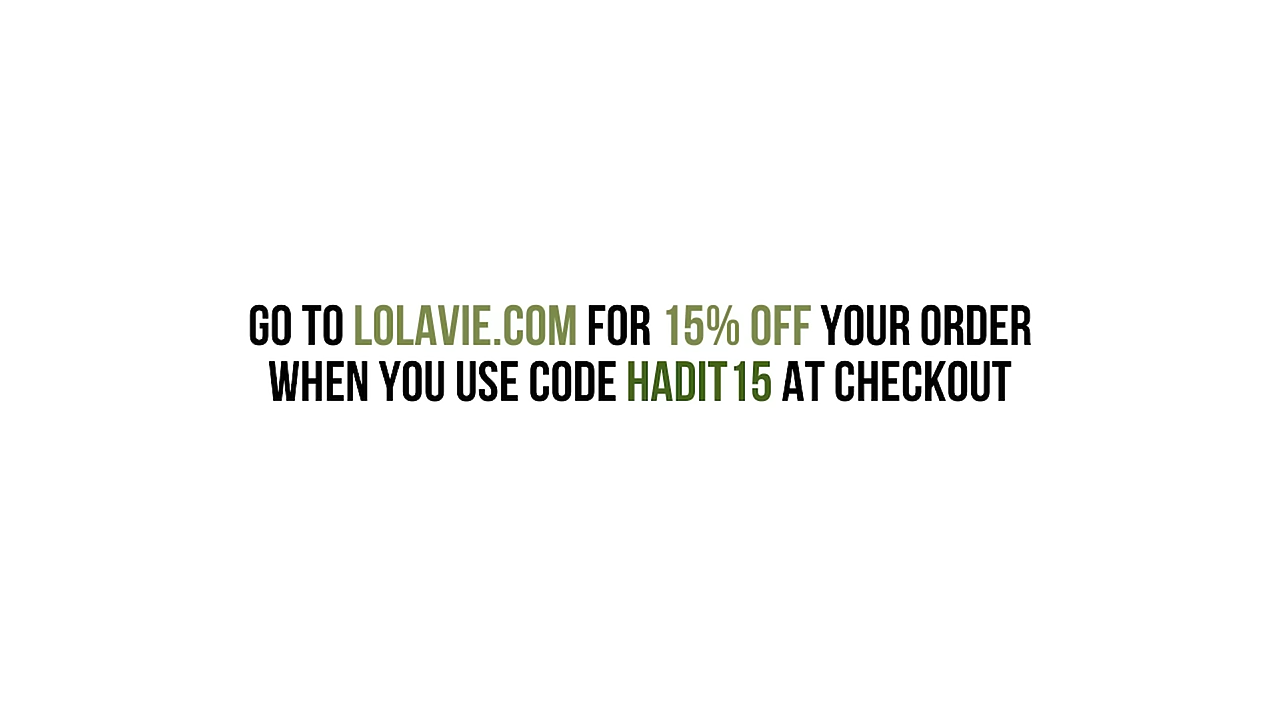 GO TO LOLAVIE.COM FOR 15% OFF YOUR ORDER
WHEN YOU USE CODE HADIT15 AT CHECKOUT